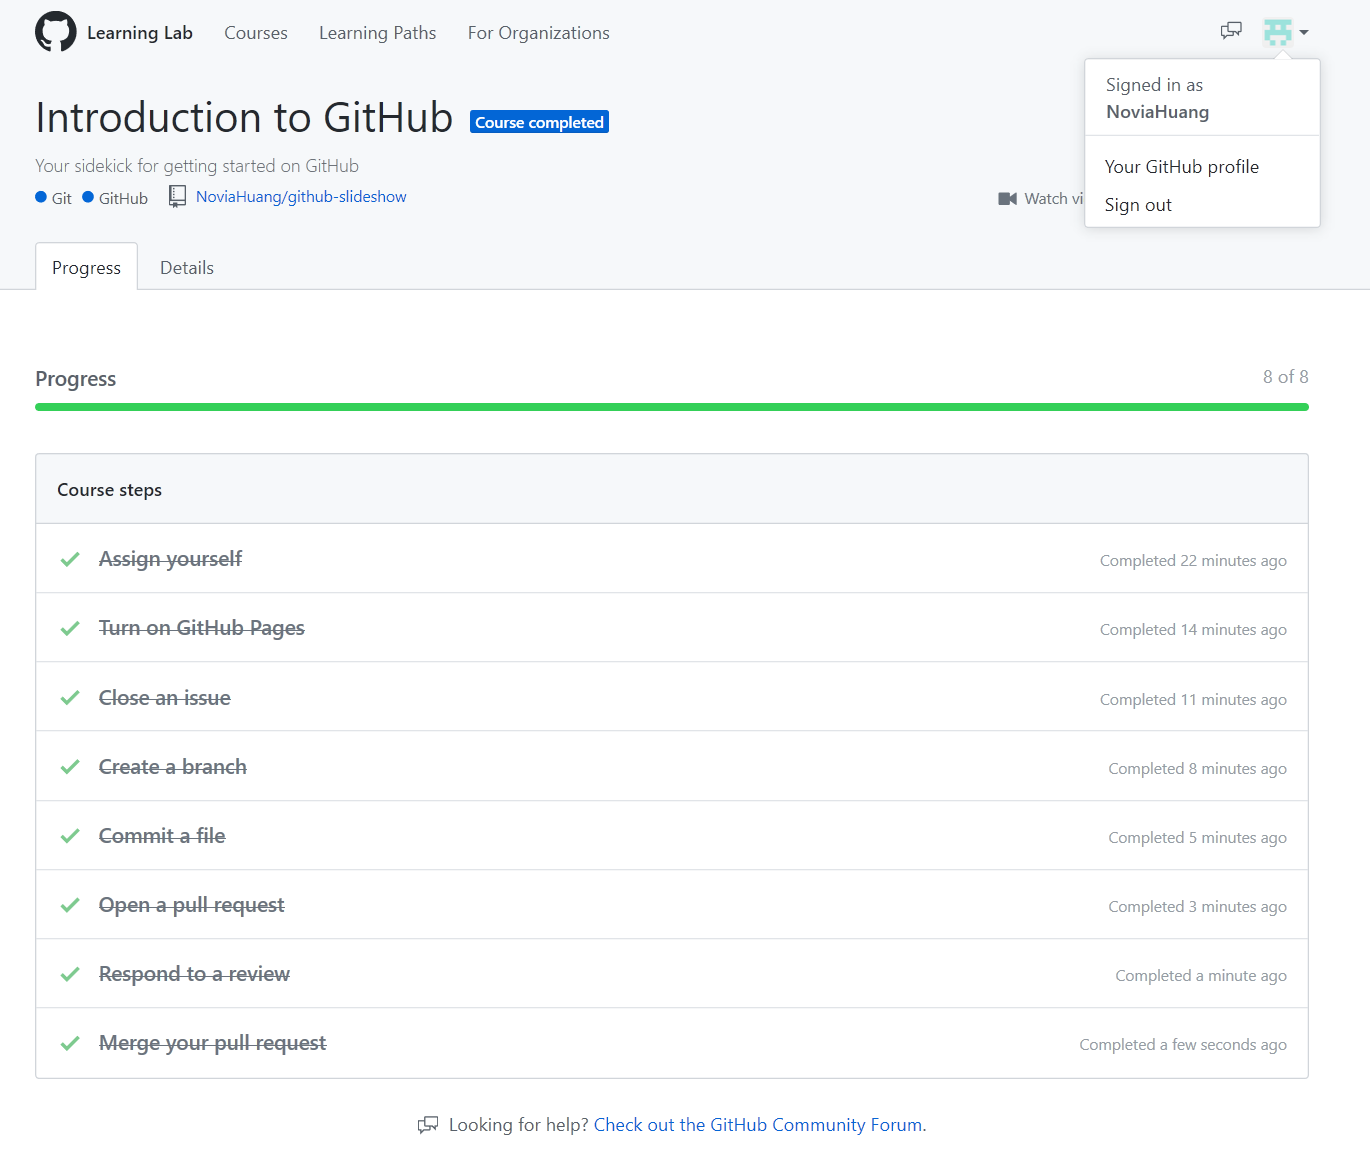 Learning Lab Courses Learning Paths For Organizations
Signed in as
NoviaHuang
Your GitHub profile
Sign out
Introduction to GitHub Course completed
Your sidekick for getting started on GitHub
Git GitHub NoviaHuang/github-slideshow
Watch vi
Progress Details
Progress 8 of 8
Course steps
Assign yourself Completed 22 minutes ago
Turn on GitHub Pages Completed 14 minutes ago
Close an issue Completed 11 minutes ago
Create a branch Completed 8 minutes ago
Commit a file Completed 5 minutes ago
Open a pull request Completed 3 minutes ago
Respond to a review Completed a minute ago
Merge your pull request Completed a few seconds ago
Looking for help? Check out the GitHub Community Forum.